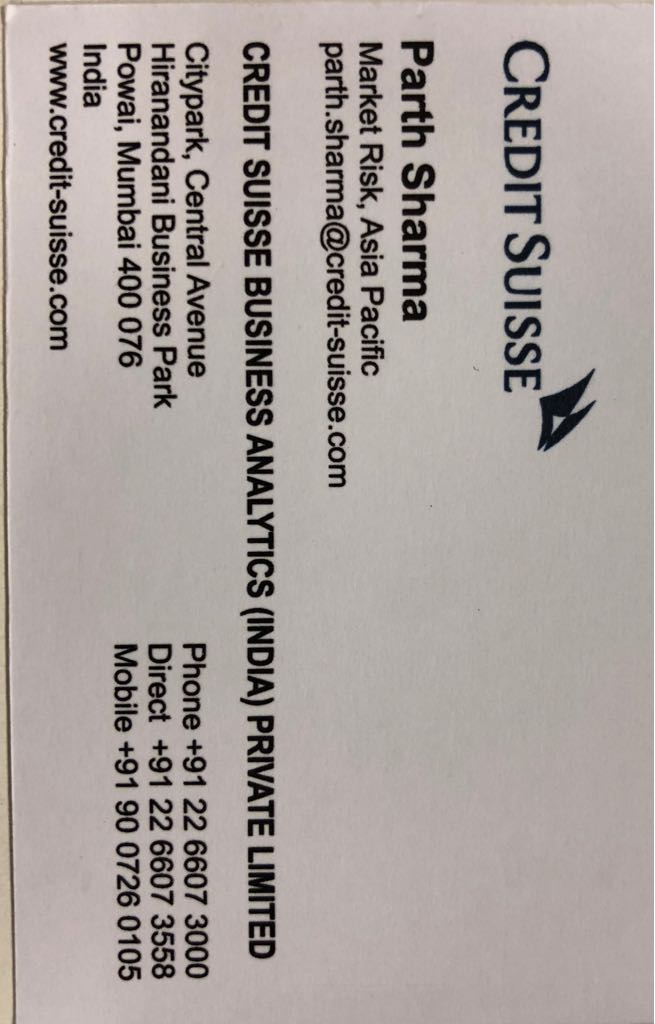 CREDIT SUISSE
Parth Sharma
Market Risk, Asia Pacific
parth.sharma@credit-suisse.com
CREDIT SUISSE BUSINESS ANALYTICS (INDIA) PRIVATE LIMITED
Citypark, Central Avenue
Hiranandani Business Park
Powai, Mumbai 400 076
India
www.credit-suisse.com
Phone +91 22 6607 3000
Direct +91 22 6607 3558
Mobile +91 90 0726 0105